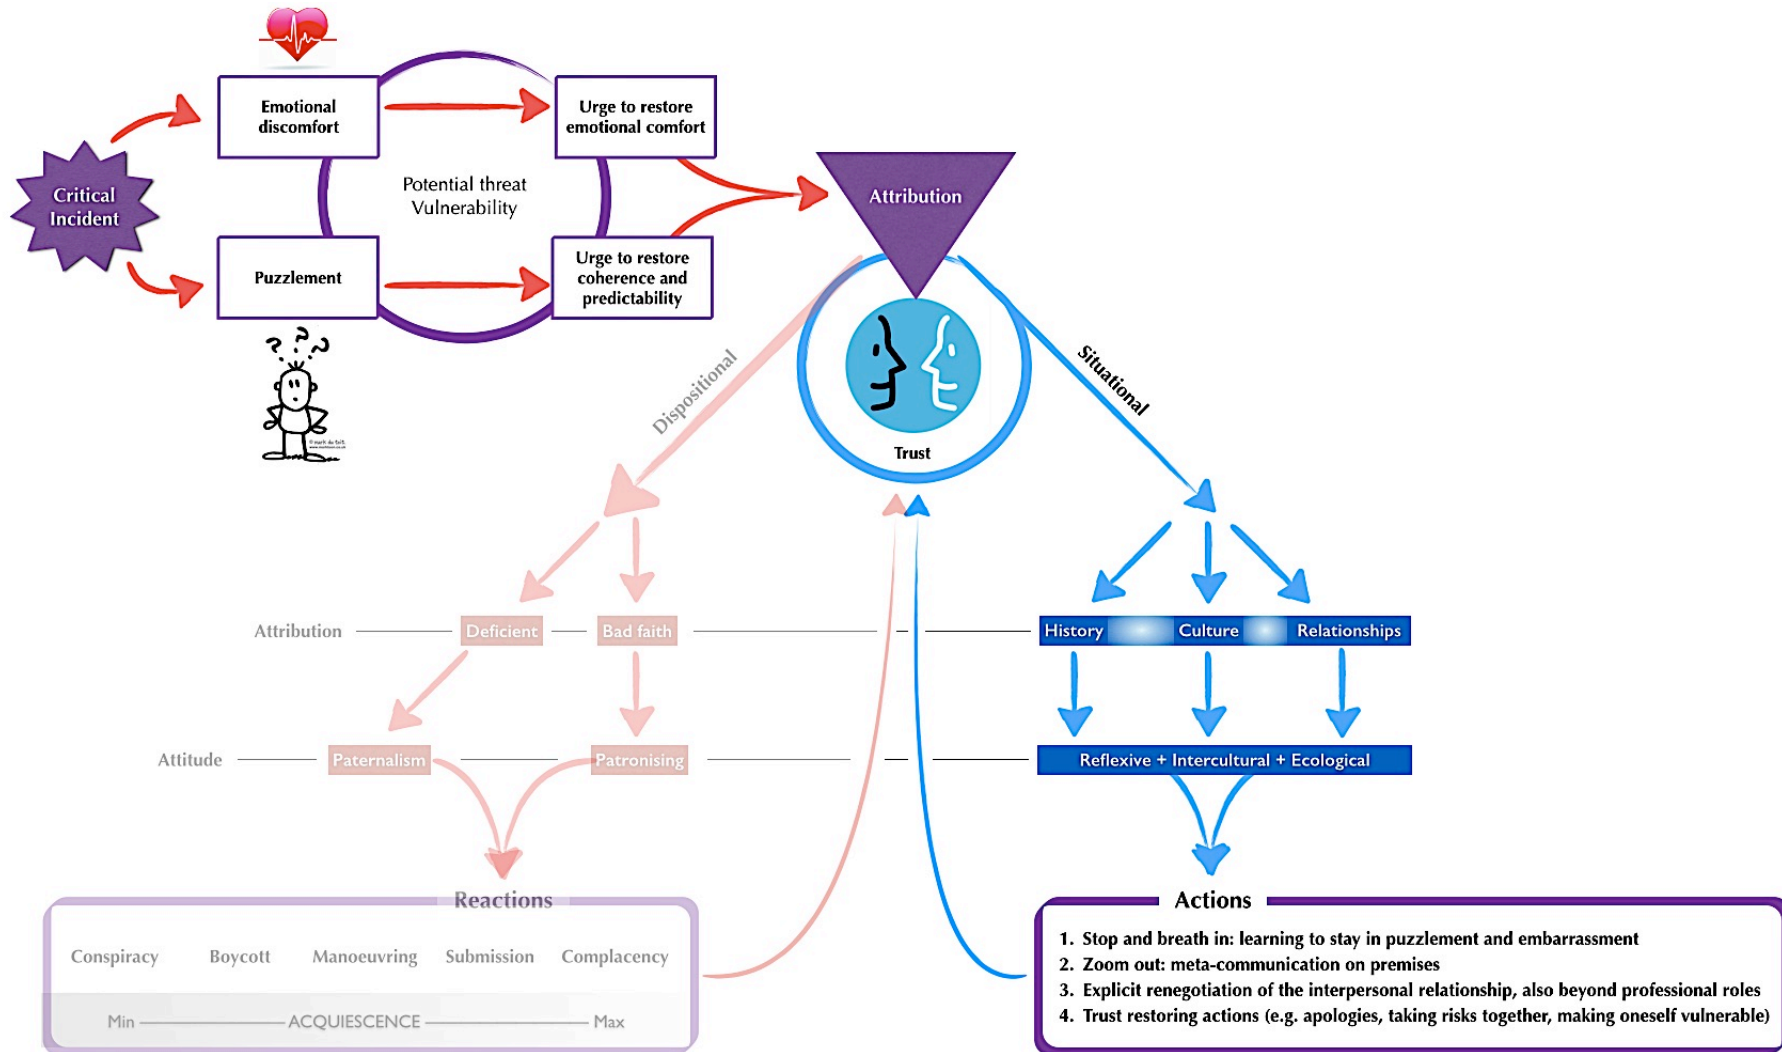 Emotional
discomfort
Urge to restore
emotional comfort
Critical
Incident
Potential threat
Vulnerability
Attribution
Puzzlement
Urge to restore
coherence and
predictability
? ? ?
Dispositional
Situational
Trust
Attribution
Deficient
Bad faith
History
Culture
Relationships
Attitude
Paternalism
Patronising
Reflexive + Intercultural + Ecological
Reactions
Conspiracy
Boycott
Manoeuvring
Submission
Complacency
Min
ACQUIESCENCE
Max
Actions
1. Stop and breath in: learning to stay in puzzlement and embarrassment
2. Zoom out: meta-communication on premises
3. Explicit renegotiation of the interpersonal relationship, also beyond professional roles
4. Trust restoring actions (e.g. apologies, taking risks together, making oneself vulnerable)